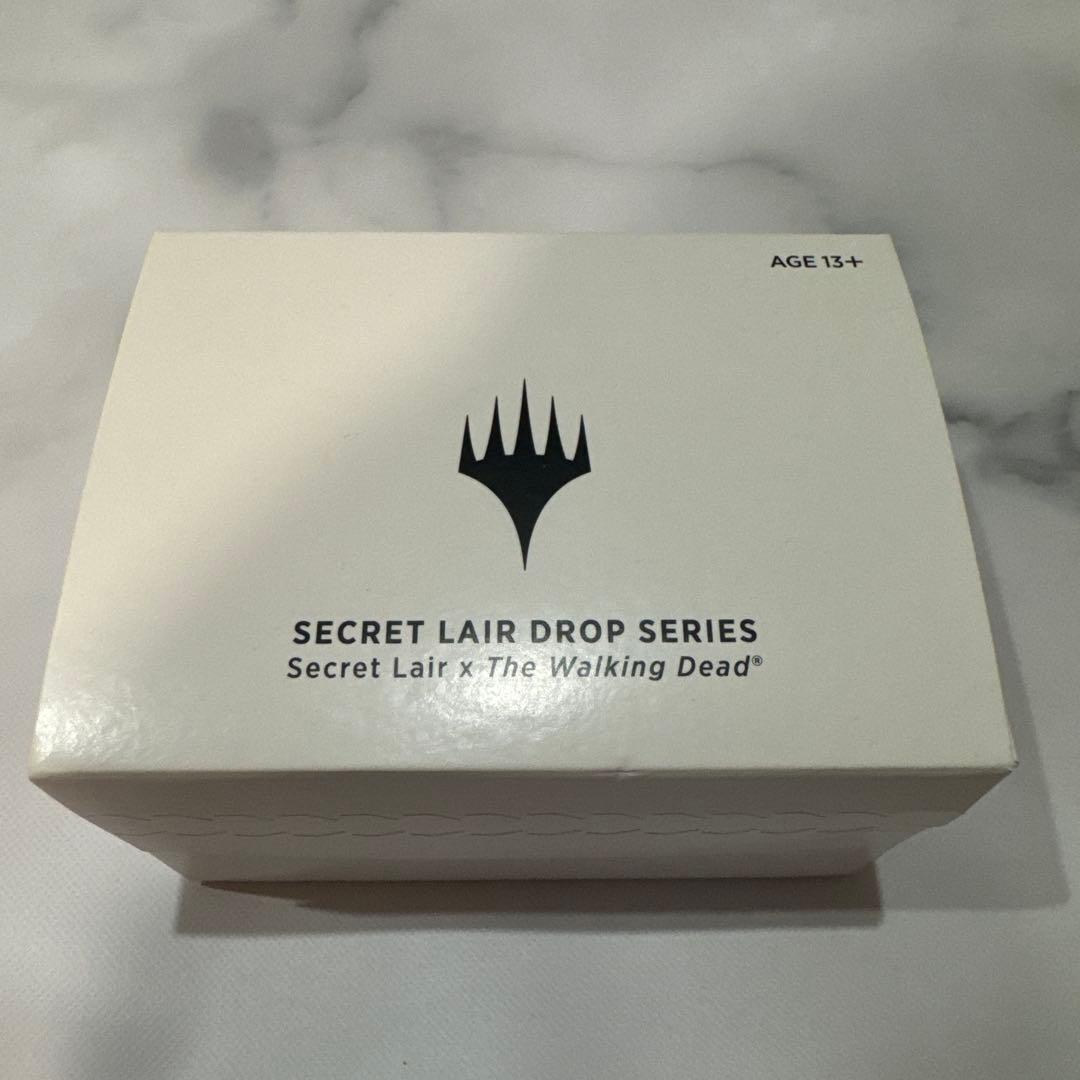 AGE 13+
SECRET LAIR DROP SERIES
Secret Lair x The Walking Dead®